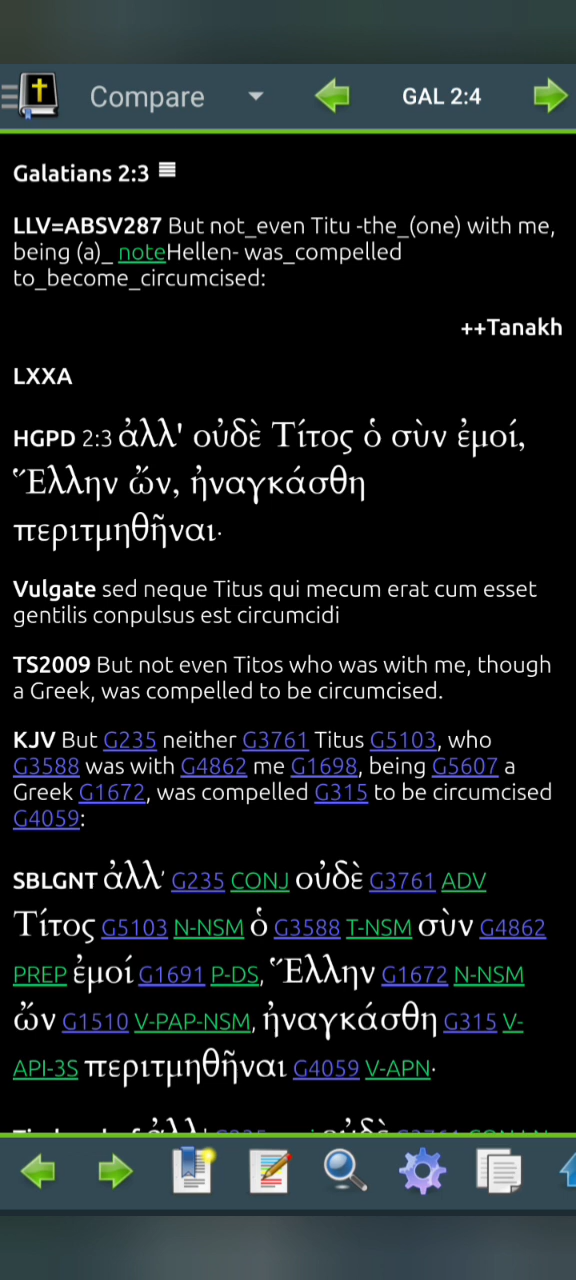 Compare
GAL 2:4
Galatians 2:3
LLV=ABSV287 But not_even Titu -the_(one) with me,
being (a)_ noteHellen- was_compelled
to_become_circumcised:
++Tanakh
LXXA
HGPD 2:3 ἀλλ' οὐδὲ Τίτος ὁ σὺν ἐμοί,
Ἕλλην ὤν, ἠναγκάσθη
περιτμηθῆναι·
Vulgate sed neque Titus qui mecum erat cum esset
gentilis conpulsus est circumcidi
TS2009 But not even Titos who was with me, though
a Greek, was compelled to be circumcised.
KJV But G235 neither G3761 Titus G5103, who
G3588 was with G4862 me G1698, being G5607 a
Greek G1672, was compelled G315 to be circumcised
G4059:
SBLGNT ἀλλ’ G235 CONJ οὐδὲ G3761 ADV
Τίτος G5103 N-NSM ὁ G3588 T-NSM σὺν G4862
PREP ἐμοί G1691 P-DS, Ἕλλην G1672 N-NSM
ὤν G1510 V-PAP-NSM, ἠναγκάσθη G315 V-
API-3S περιτμηθῆναι G4059 V-APN·